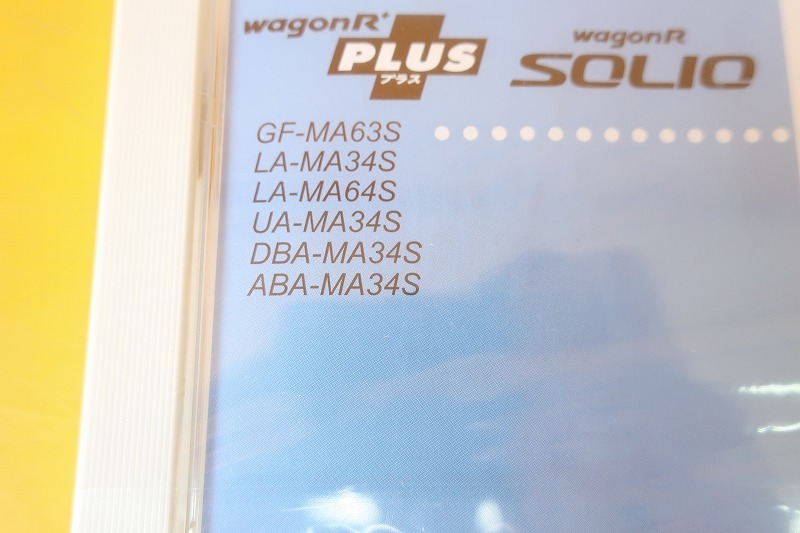 wagonR+
PLUS
プラス
wagonR
SOLIO
GF-MA63S
LA-MA34S
LA-MA64S
UA-MA34S
DBA-MA34S
ABA-MA34S